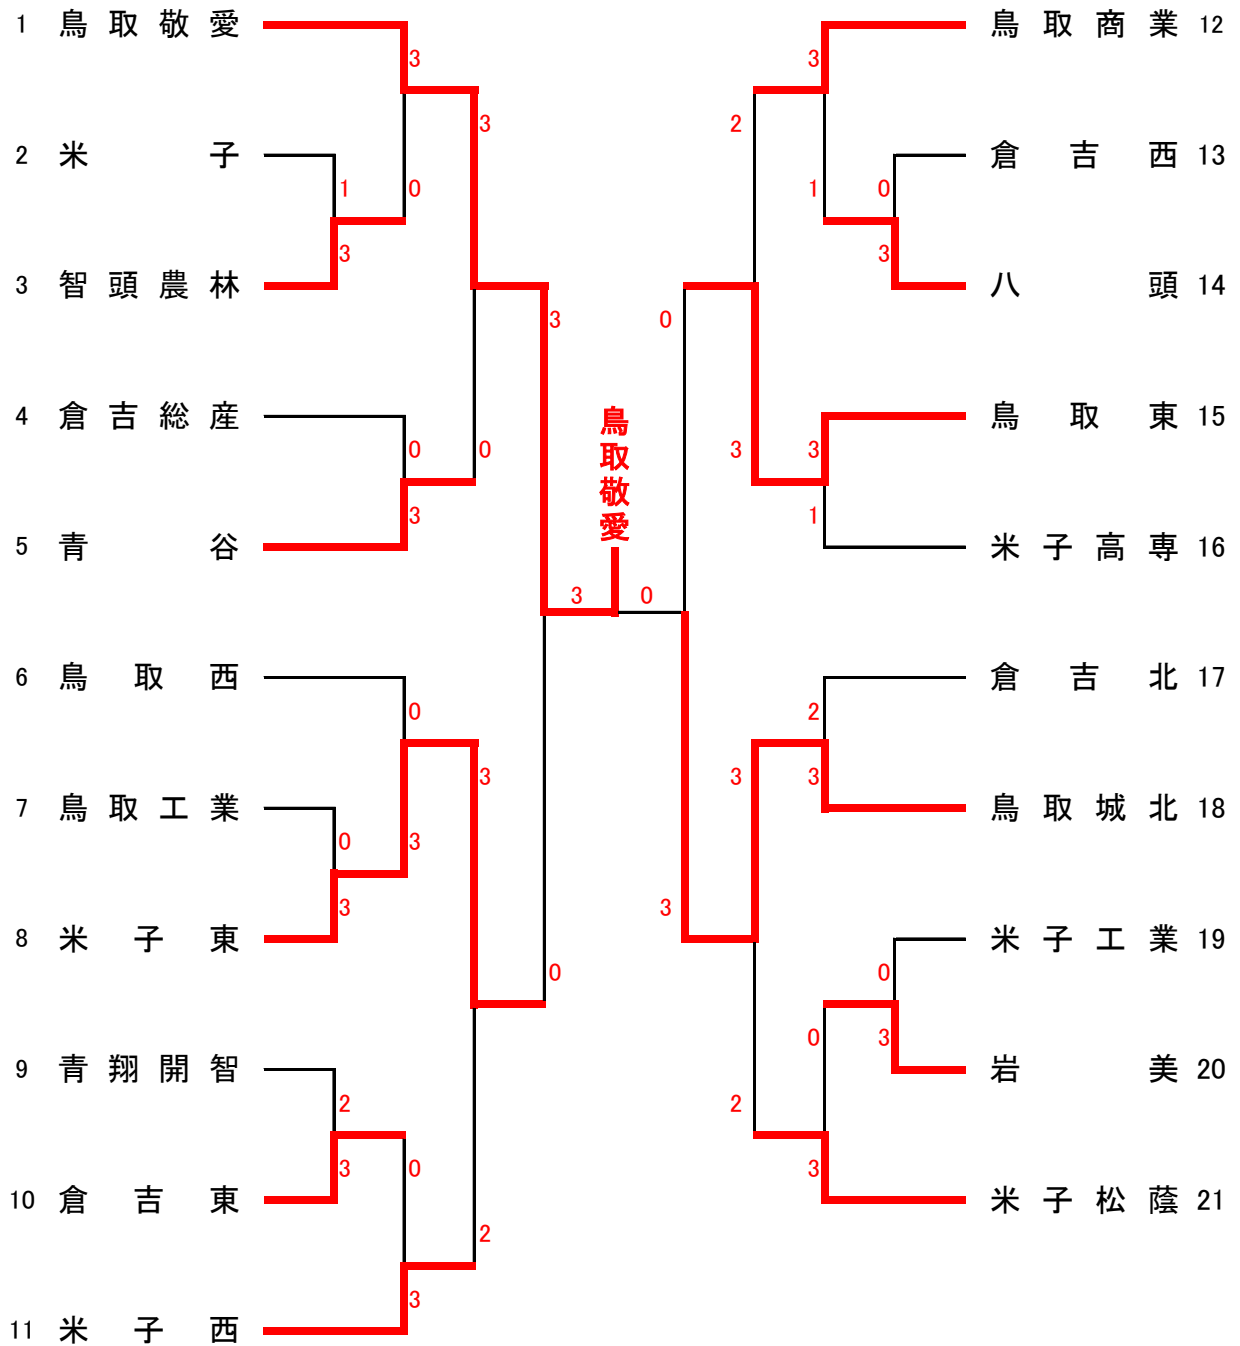 1 鳥取敬愛
3
3
2 米子
1
0
3
3 智頭農林
3
4 倉吉総産
0
0
3
5 青谷
6 鳥取西
0
3
7 鳥取工業
0
3
3
8 米子東
0
9 青翔開智
2
3
0
10 倉吉東
2
3
11 米子西
鳥取敬愛
3 0
鳥取商業 12
3
2
倉吉西 13
1
0
3
八頭 14
0
鳥取東 15
3
3
1
米子高専 16
倉吉北 17
2
3
3
鳥取城北 18
3
米子工業 19
0
0
3
岩美 20
2
3
米子松蔭 21